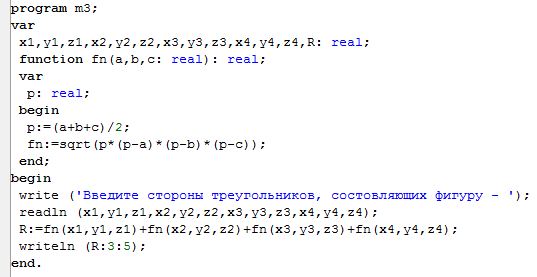 program m3;
var
x1,y1,z1,x2,y2,z2,x3,y3,z3,x4,y4,z4,R: real;
function fn(a,b,c: real): real;
var
p: real;
begin
p:=(a+b+c)/2;
fn:=sqrt(p*(p-a)*(p-b)*(p-c));
end;
begin
write ('Введите стороны треугольников, состовляющих фигуру - ');
readln (x1,y1,z1,x2,y2,z2,x3,y3,z3,x4,y4,z4);
R:=fn(x1,y1,z1)+fn(x2,y2,z2)+fn(x3,y3,z3)+fn(x4,y4,z4);
writeln (R:3:5);
end.